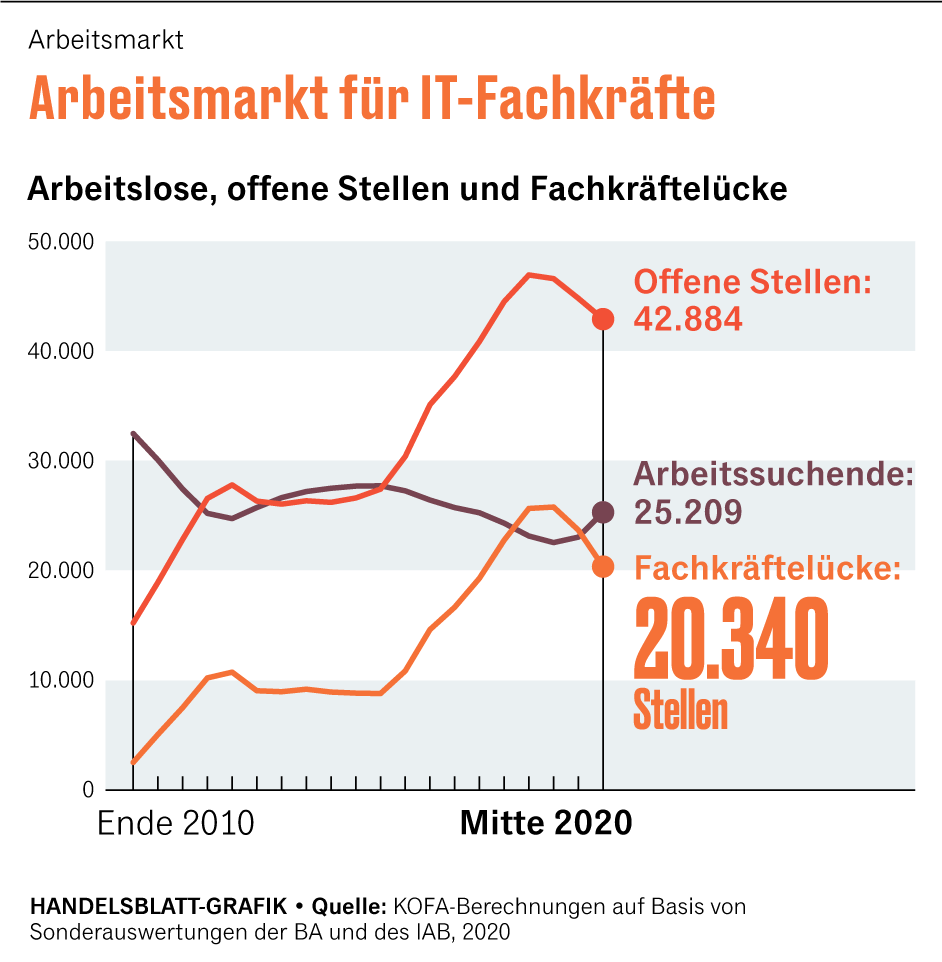 Arbeitsmarkt
Arbeitsmarkt für IT-Fachkräfte
Arbeitslose, offene Stellen und Fachkräftelücke
50.000
40.000
30.000
20.000
10.000
0
Offene Stellen:
42.884
Arbeitssuchende:
25.209
Fachkräftelücke:
20.340
Stellen
Ende 2010
Mitte 2020
HANDELSBLATT-GRAFIK • Quelle: KOFA-Berechnungen auf Basis von
Sonderauswertungen der BA und des IAB, 2020